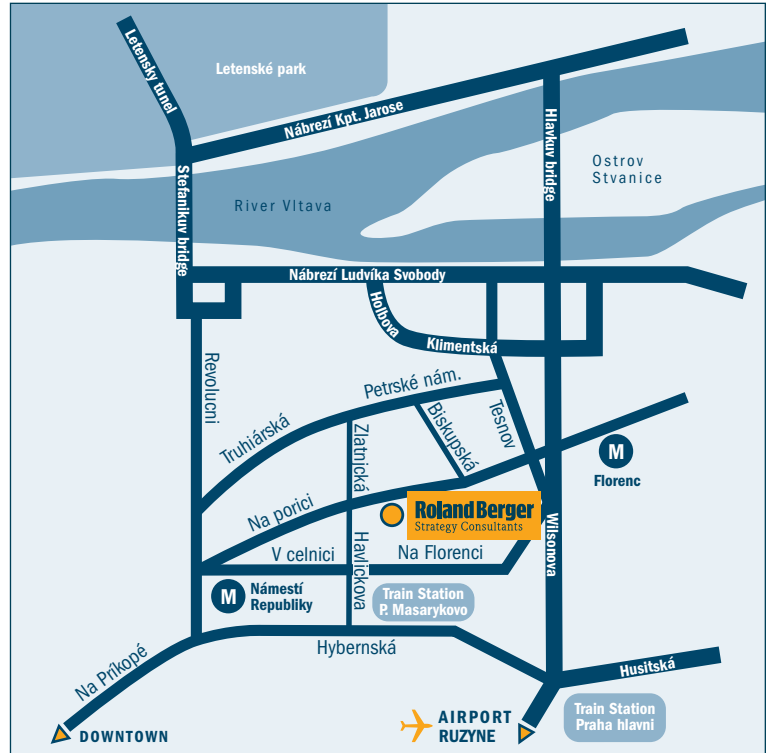 Letensky tunel
Letenské park
Nábrezí Kpt. Jarose
Hlavkuv bridge
Ostrov
Stvanice
Stefanikuv bridge
River Vltava
Nábrezí Ludvíka Svobody
Holbova
Klimentská
Revolucni
Petrské nám.
Truhiárská
Zlatnická
Biskupská
Tesnov
M
Florenc
Na porici
Roland Berger
Strategy Consultants
V celnici
Havlickova
Na Florenci
Wilsonova
M
Námestí
Republiky
Train Station
P. Masarykovo
Hybernská
Husitská
Na Príkopé
DOWNTOWN
AIRPORT
RUZYNE
Train Station
Praha hlavni